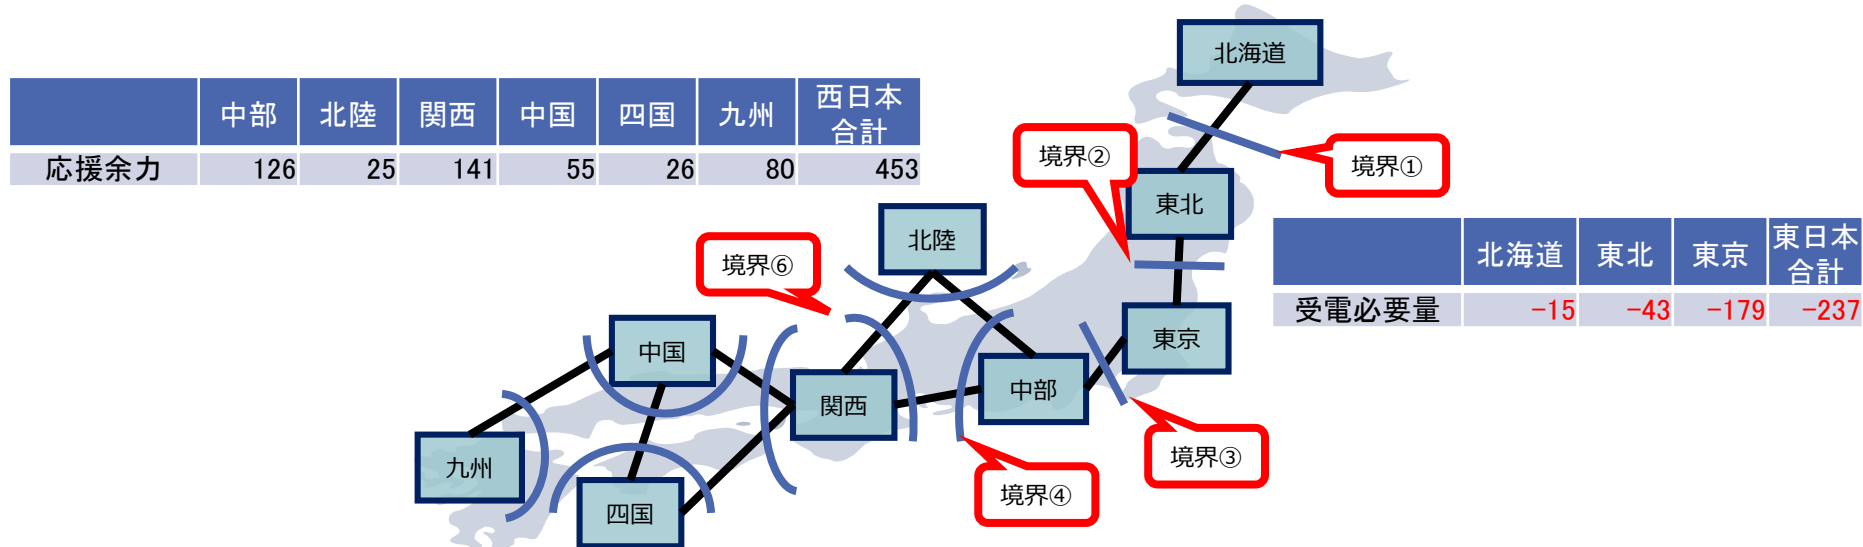 中部 北陸 関西 中国 四国 九州 西日本
合計
応援余力 126 25 141 55 26 80 453
北海道
境界②
境界①
東北
北海道 東北 東京 東日本
合計
受電必要量 -15 -43 -179 -237
北陸
境界⑥
東京
中国
中部
関西
境界③
九州
境界④
四国